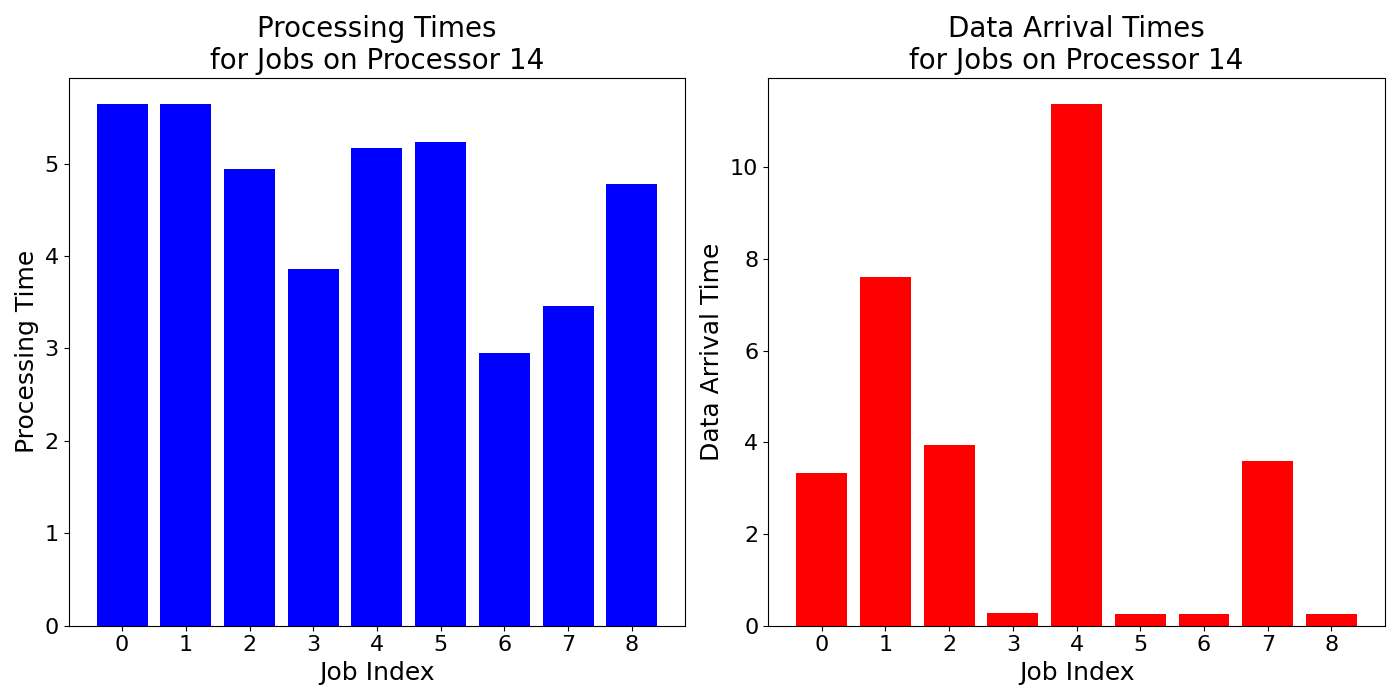 Processing Times
for Jobs on Processor 14
Processing Time
5
4
3
2
1
0
0 1 2 3 4 5 6 7 8
Job Index
Data Arrival Times
for Jobs on Processor 14
Data Arrival Time
10
8
6
4
2
0
0 1 2 3 4 5 6 7 8
Job Index